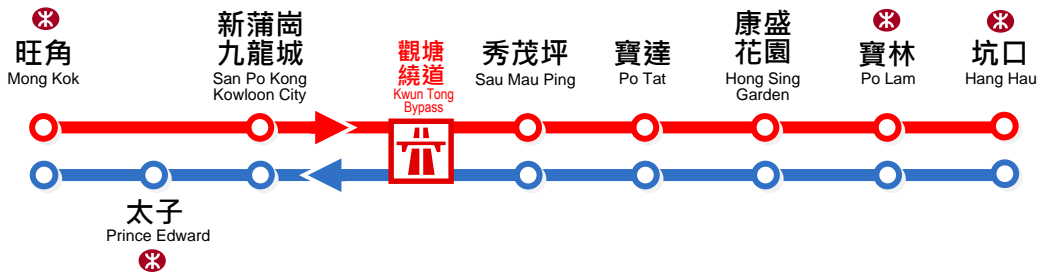 旺角
Mong Kok
新蒲崗
九龍城
San Po Kong
Kowloon City
觀塘
繞道
Kwun Tong
Bypass
秀茂坪
Sau Mau Ping
寶達
Po Tat
康盛
花園
Hong Sing
Garden
寶林
Po Lam
坑口
Hang Hau
太子
Prince Edward